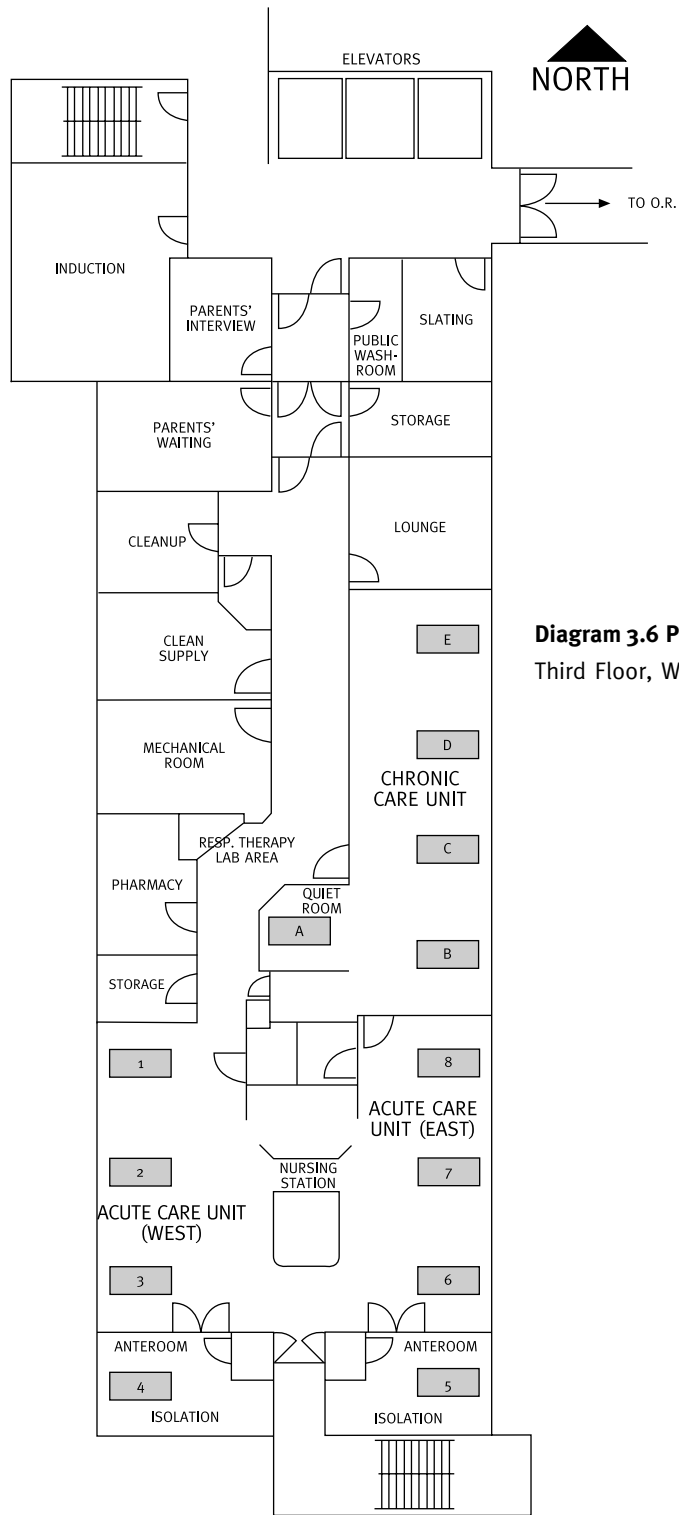 ELEVATORS
NORTH
TO O.R.
INDUCTION
PARENTS'
INTERVIEW
PUBLIC
WASH-
ROOM
SLATING
PARENTS'
WAITING
STORAGE
CLEANUP
LOUNGE
CLEAN
SUPPLY
E
Diagram 3.6 P
Third Floor, W
MECHANICAL
ROOM
D
CHRONIC
CARE UNIT
RESP. THERAPY
LAB AREA
C
PHARMACY
QUIET
ROOM
A
B
STORAGE
1
8
ACUTE CARE
UNIT (EAST)
2
NURSING
STATION
7
ACUTE CARE UNIT
(WEST)
3
6
ANTEROOM
ANTEROOM
4
5
ISOLATION
ISOLATION